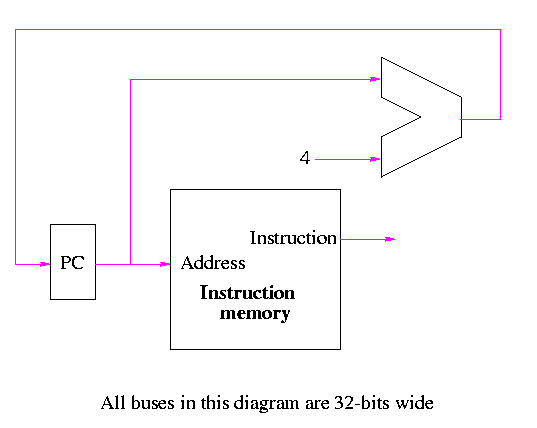 4
Instruction
PC
Address
Instruction
memory
All buses in this diagram are 32-bits wide